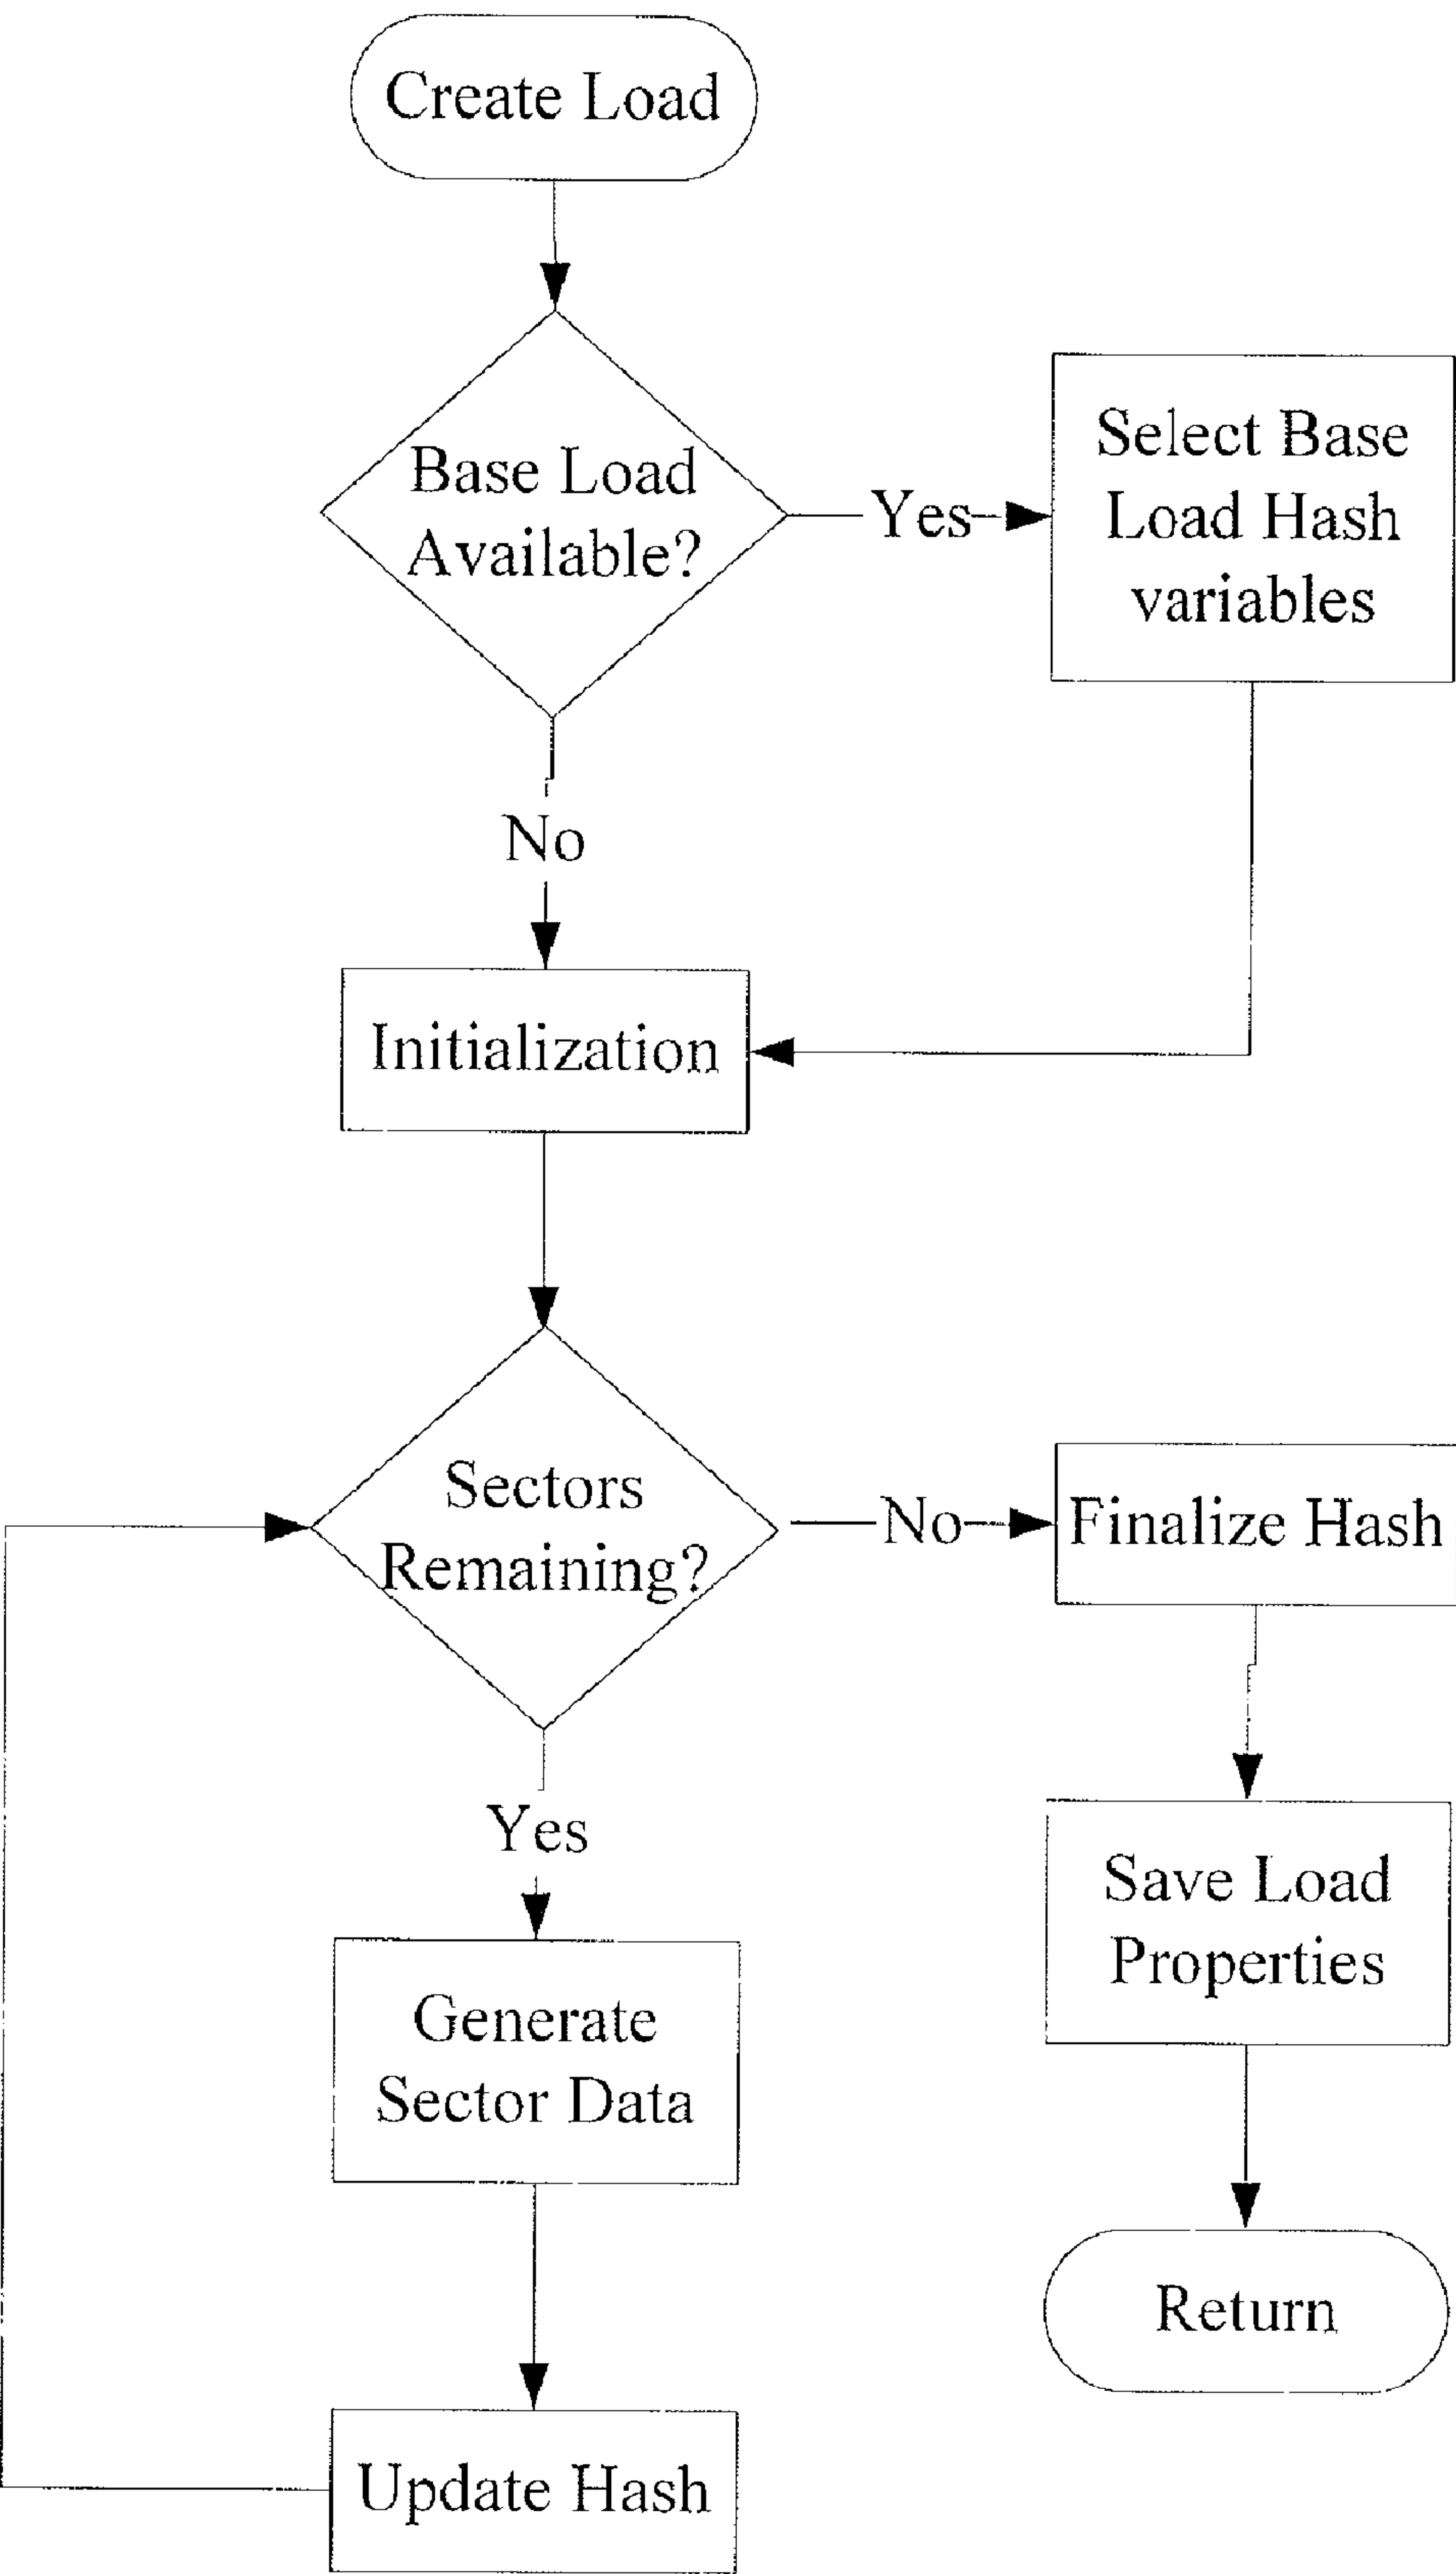 Create Load
Base Load
Available?
Yes
Select Base
Load Hash
variables
No
Initialization
Sectors
Remaining?
No
Finalize Hash
Yes
Save Load
Properties
Generate
Sector Data
Return
Update Hash